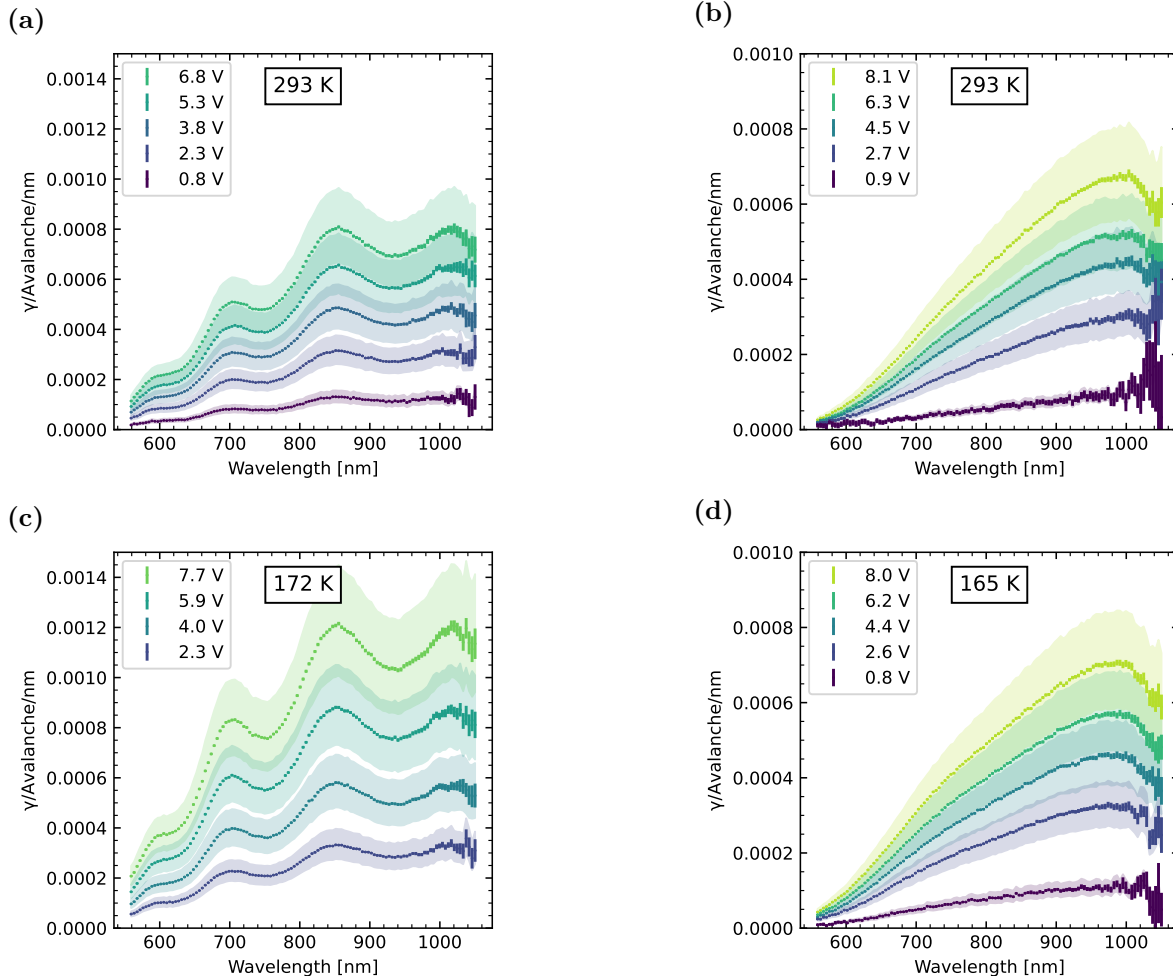 (a)
γ/Avalanche/nm
0.0014
0.0012
0.0010
0.0008
0.0006
0.0004
0.0002
0.0000
6.8 V
5.3 V
3.8 V
2.3 V
0.8 V
293 K
600 700 800 900 1000
Wavelength [nm]
(b)
γ/Avalanche/nm
0.0010
0.0008
0.0006
0.0004
0.0002
0.0000
8.1 V
6.3 V
4.5 V
2.7 V
0.9 V
293 K
600 700 800 900 1000
Wavelength [nm]
(c)
γ/Avalanche/nm
0.0014
0.0012
0.0010
0.0008
0.0006
0.0004
0.0002
0.0000
7.7 V
5.9 V
4.0 V
2.3 V
172 K
600 700 800 900 1000
Wavelength [nm]
(d)
γ/Avalanche/nm
0.0010
0.0008
0.0006
0.0004
0.0002
0.0000
8.0 V
6.2 V
4.4 V
2.6 V
0.8 V
165 K
600 700 800 900 1000
Wavelength [nm]